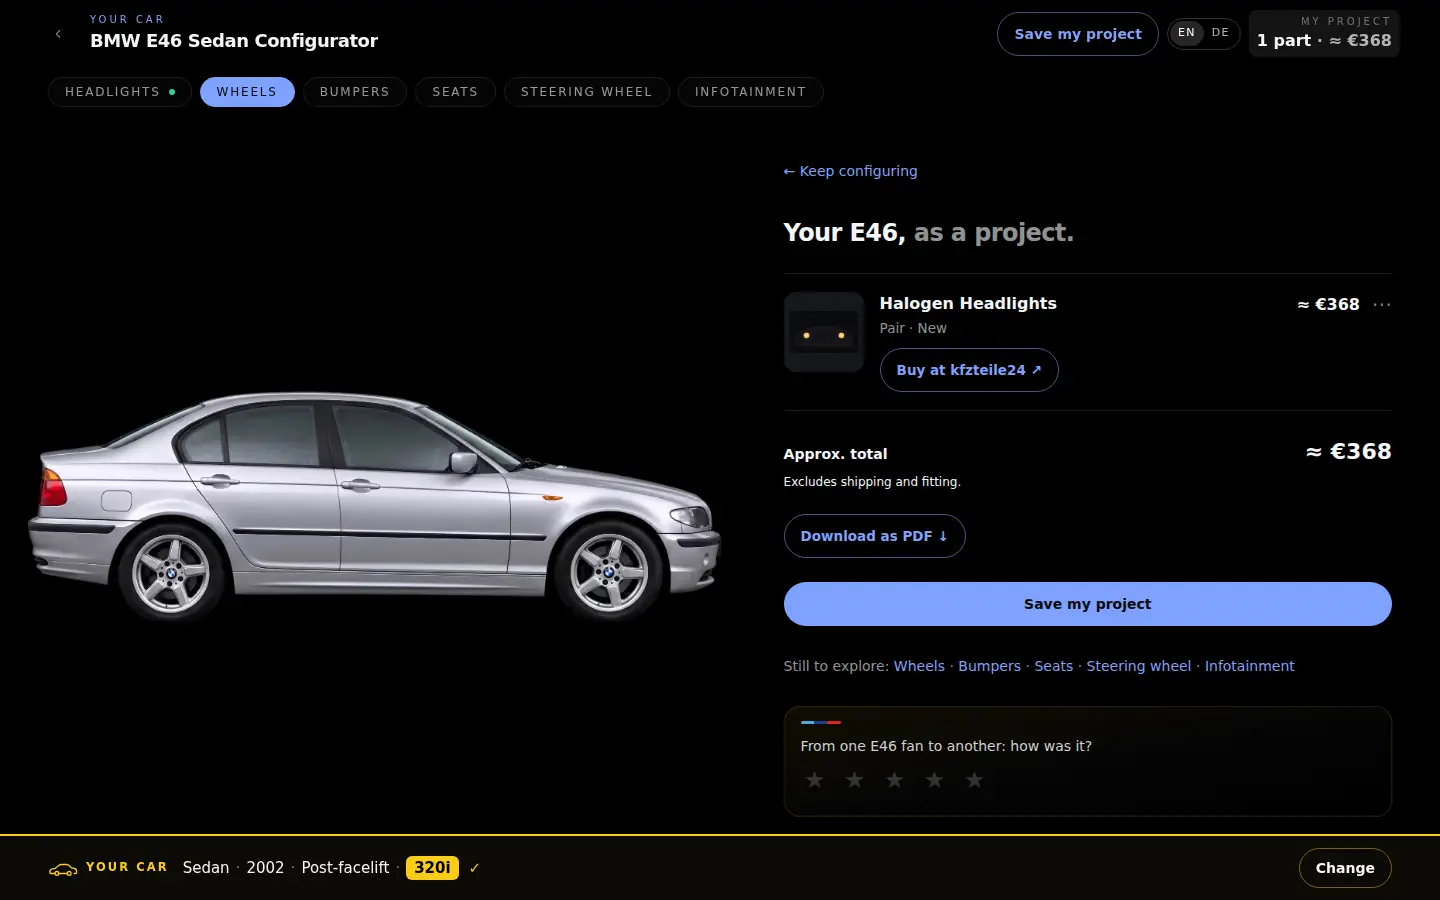 ‹
YOUR CAR
BMW E46 Sedan Configurator
Save my project
EN DE
MY PROJECT
1 part · ≈ €368
HEADLIGHTS
WHEELS
BUMPERS
SEATS
STEERING WHEEL
INFOTAINMENT
← Keep configuring
Your E46, as a project.
Halogen Headlights
≈ €368 ···
Pair · New
Buy at kfzteile24 ↗
Approx. total
≈ €368
Excludes shipping and fitting.
Download as PDF ↓
Save my project
Still to explore: Wheels · Bumpers · Seats · Steering wheel · Infotainment
From one E46 fan to another: how was it?
★ ★ ★ ★ ★
YOUR CAR Sedan · 2002 · Post-facelift · 320i ✓
Change